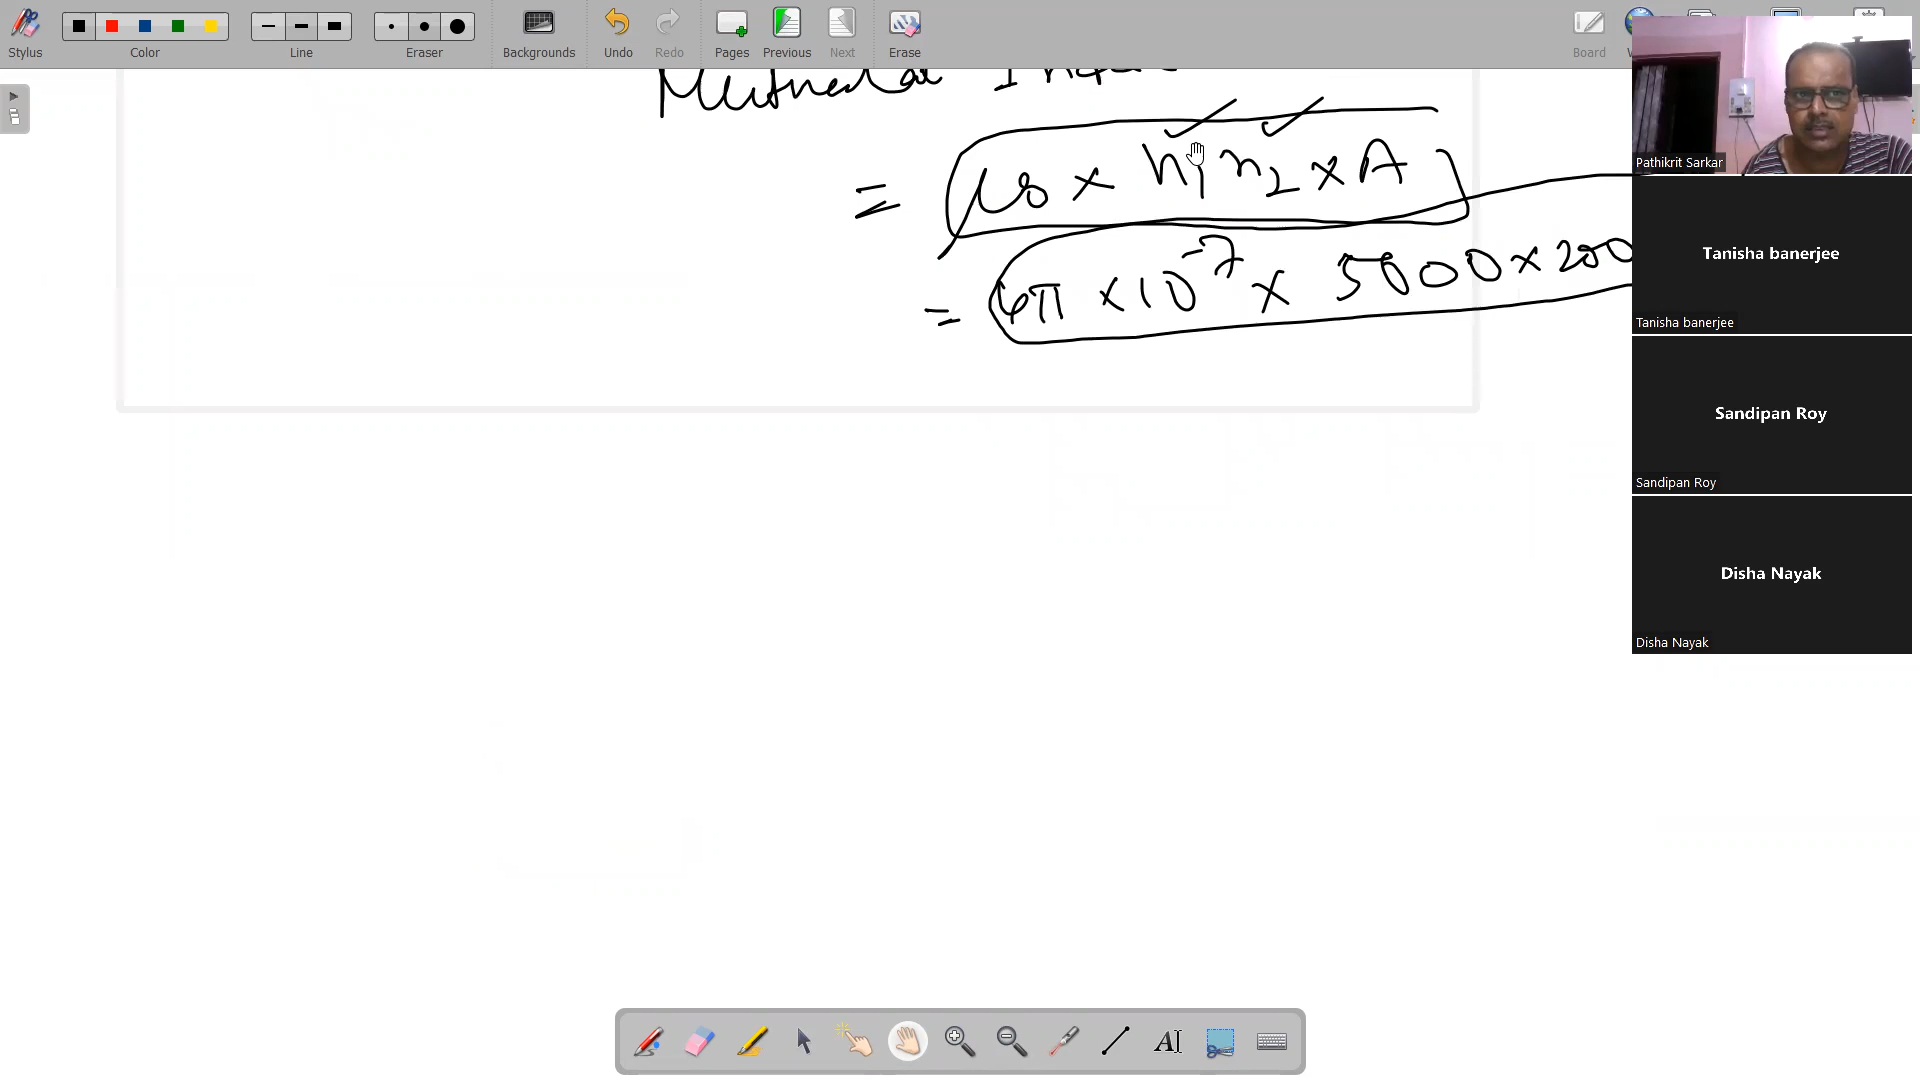 Stylus Color Line Eraser Backgrounds Undo Redo Pages Previous Next Erase Board
Mutual
= μ0 × n1 n2 × A
= 4π × 10⁻⁷ × 5000 × 200
Pathikrit Sarkar
Tanisha banerjee
Tanisha banerjee
Sandipan Roy
Sandipan Roy
Disha Nayak
Disha Nayak